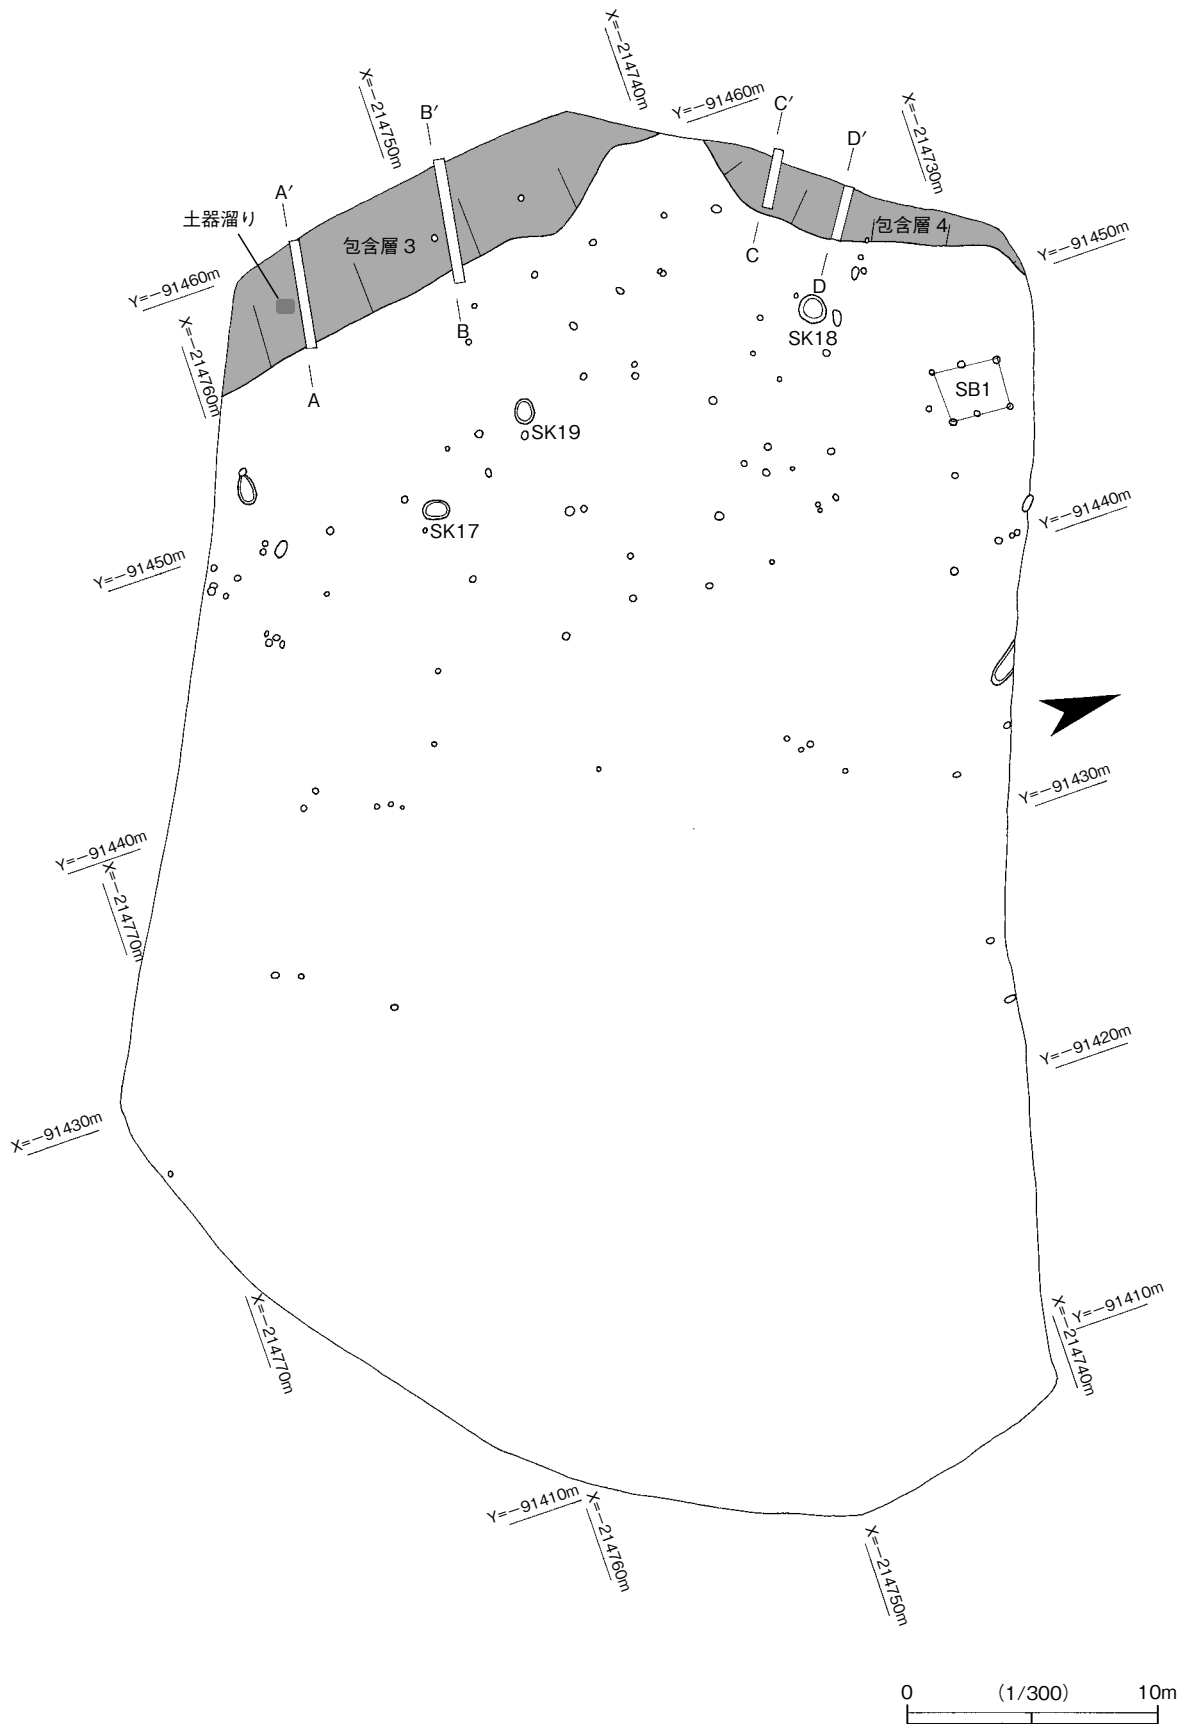 X=−214740m
Y=−91460m
X=−214750m
B′
C′
D′
X=−214730m
A′
土器溜り
包含層 3
包含層 4
Y=−91450m
Y=−91460m
C
D
B
SK18
X=−214760m
A
SB1
SK19
SK17
Y=−91440m
Y=−91450m
Y=−91430m
Y=−91440m
X=−214770m
Y=−91420m
X=−91430m
X=−214770m
X=−214740m
Y=−91410m
Y=−91410m
X=−214760m
X=−214750m
0 (1/300) 10m